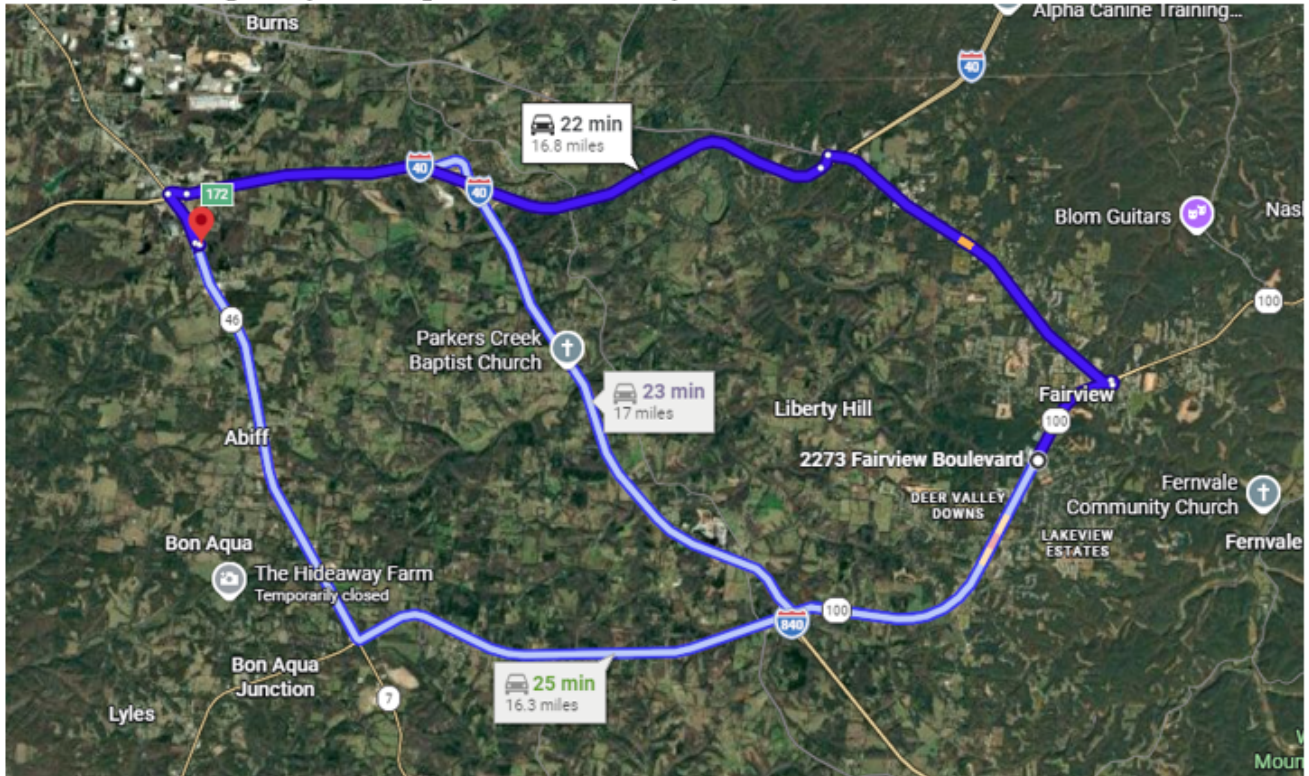 Burns
Alpha Canine Training...
40
22 min
16.8 miles
40
172
40
Blom Guitars
100
46
Parkers Creek
Baptist Church
23 min
17 miles
Liberty Hill
Fairview
100
Abiff
2273 Fairview Boulevard
DEER VALLEY
DOWNS
Fernvale
Community Church
LAKEVIEW
ESTATES
Fernvale
Bon Aqua
The Hideaway Farm
Temporarily closed
100
840
Bon Aqua
Junction
25 min
16.3 miles
7
Lyles